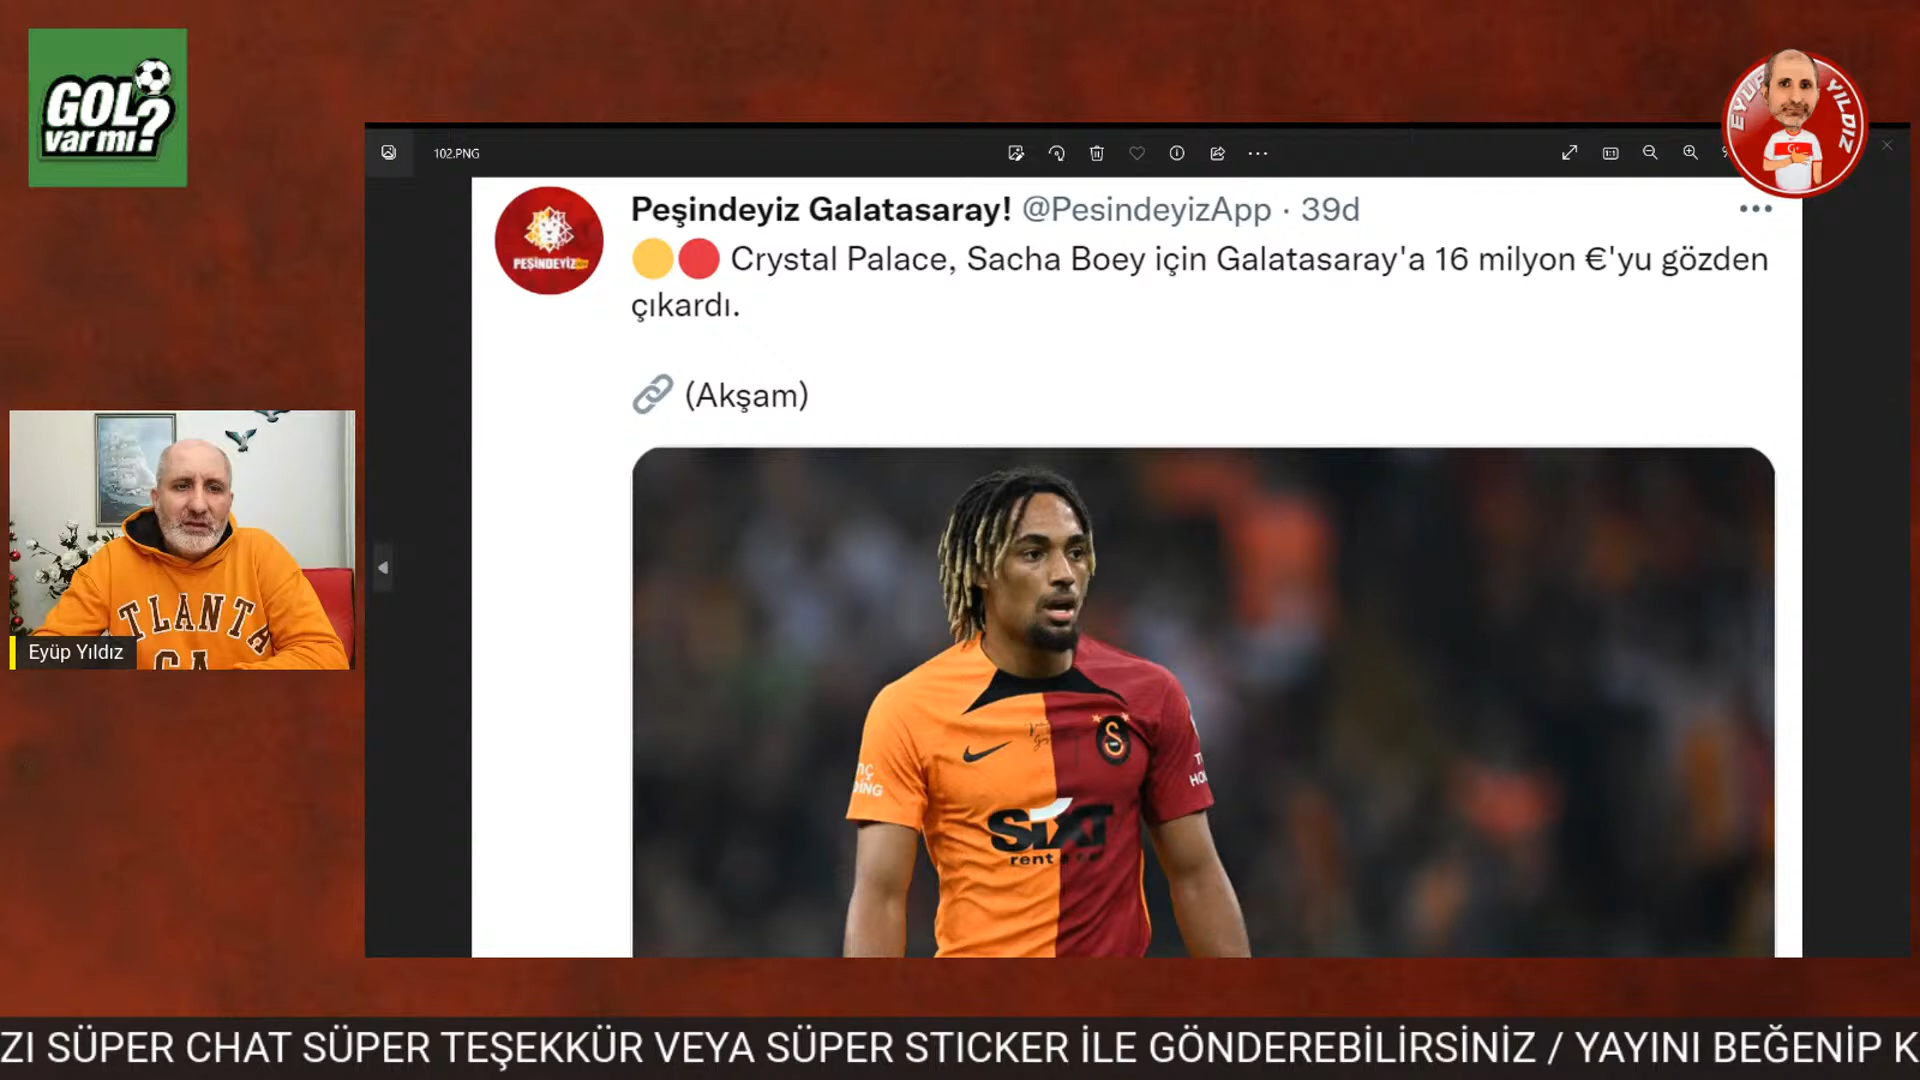 GOL
var mı?
EYÜP YILDIZ
102.PNG
Peşindeyiz Galatasaray! @PesindeyizApp · 39d
Crystal Palace, Sacha Boey için Galatasaray'a 16 milyon €'yu gözden
çıkardı.
(Akşam)
PEŞİNDEYİZ
TLANTA
GA
Eyüp Yıldız
SiXT
rent
ZI SÜPER CHAT SÜPER TEŞEKKÜR VEYA SÜPER STICKER İLE GÖNDEREBİLİRSİNİZ / YAYINI BEĞENİP K